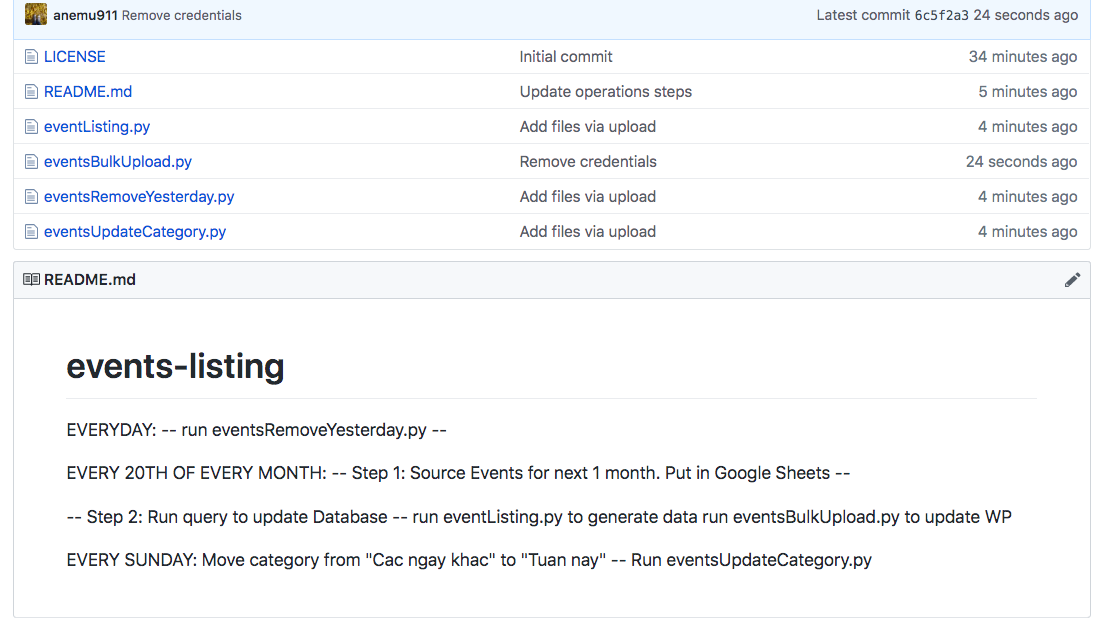 anemu911 Remove credentials Latest commit 6c5f2a3 24 seconds ago
LICENSE Initial commit 34 minutes ago
README.md Update operations steps 5 minutes ago
eventListing.py Add files via upload 4 minutes ago
eventsBulkUpload.py Remove credentials 24 seconds ago
eventsRemoveYesterday.py Add files via upload 4 minutes ago
eventsUpdateCategory.py Add files via upload 4 minutes ago
README.md
events-listing
EVERYDAY: -- run eventsRemoveYesterday.py --
EVERY 20TH OF EVERY MONTH: -- Step 1: Source Events for next 1 month. Put in Google Sheets --
-- Step 2: Run query to update Database -- run eventListing.py to generate data run eventsBulkUpload.py to update WP
EVERY SUNDAY: Move category from "Cac ngay khac" to "Tuan nay" -- Run eventsUpdateCategory.py